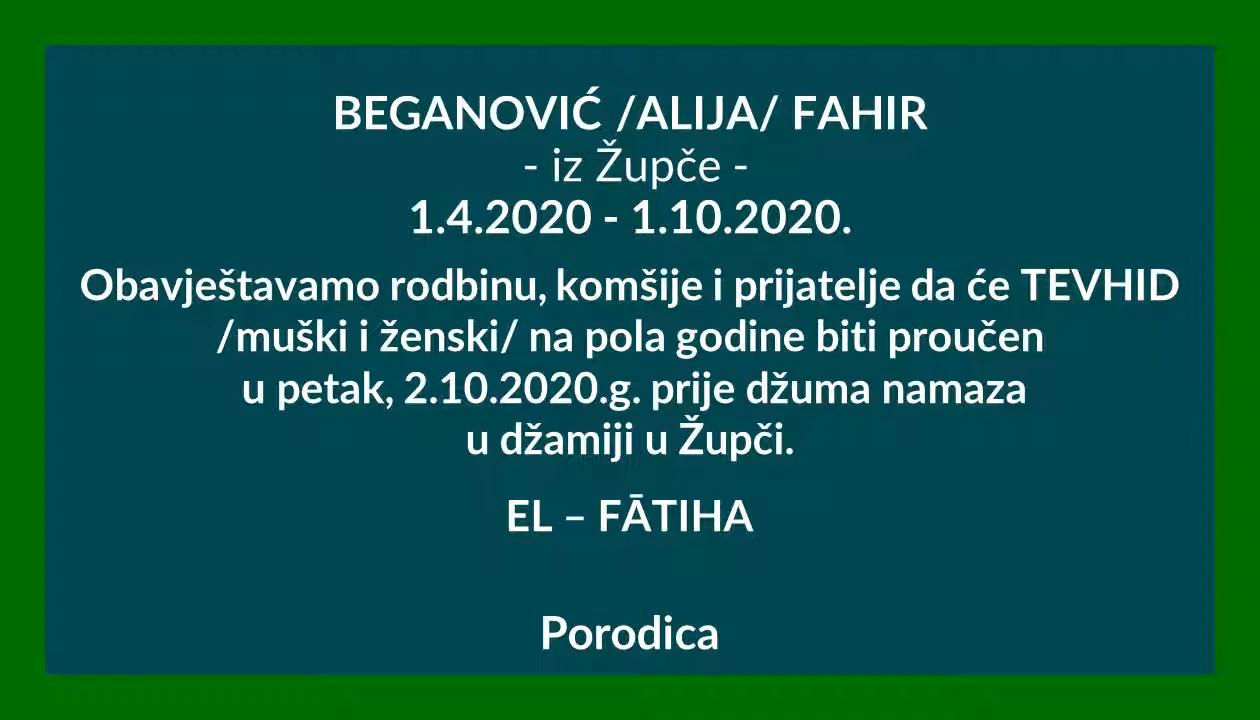 BEGANOVIĆ /ALIJA/ FAHIR
- iz Župče -
1.4.2020 - 1.10.2020.
Obavještavamo rodbinu, komšije i prijatelje da će TEVHID
/muški i ženski/ na pola godine biti proučen
u petak, 2.10.2020.g. prije džuma namaza
u džamiji u Župči.
EL – FĀTIHA
Porodica